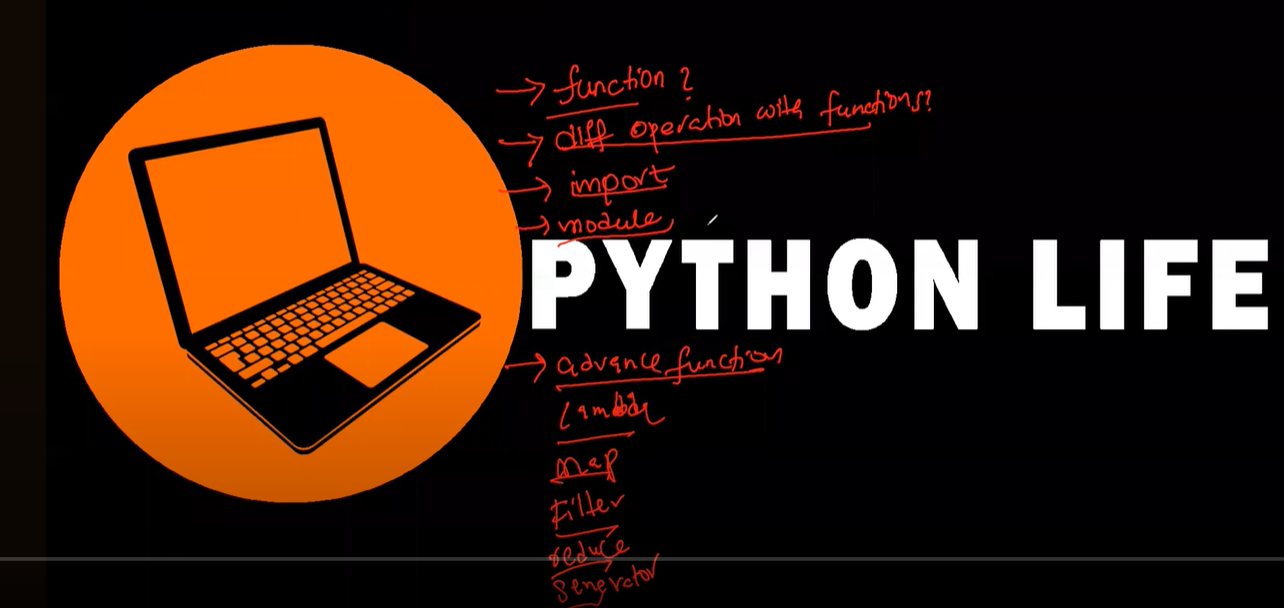 → function ?
→ diff operation with functions?
→ import
→ module
PYTHON LIFE
→ advance function
Lambda
map
Filter
reduce
generator